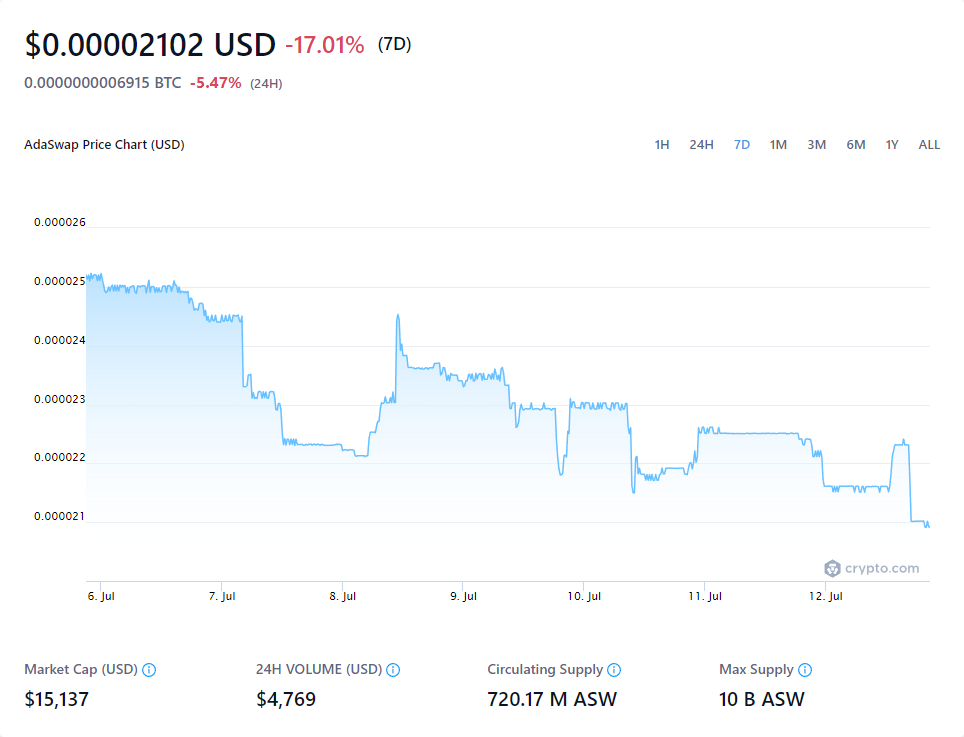 $0.00002102 USD -17.01% (7D)
0.0000000006915 BTC -5.47% (24H)
AdaSwap Price Chart (USD) 1H 24H 7D 1M 3M 6M 1Y ALL
0.000026
0.000025
0.000024
0.000023
0.000022
0.000021
crypto.com
6. Jul 7. Jul 8. Jul 9. Jul 10. Jul 11. Jul 12. Jul
Market Cap (USD) 24H VOLUME (USD) Circulating Supply Max Supply
$15,137 $4,769 720.17 M ASW 10 B ASW